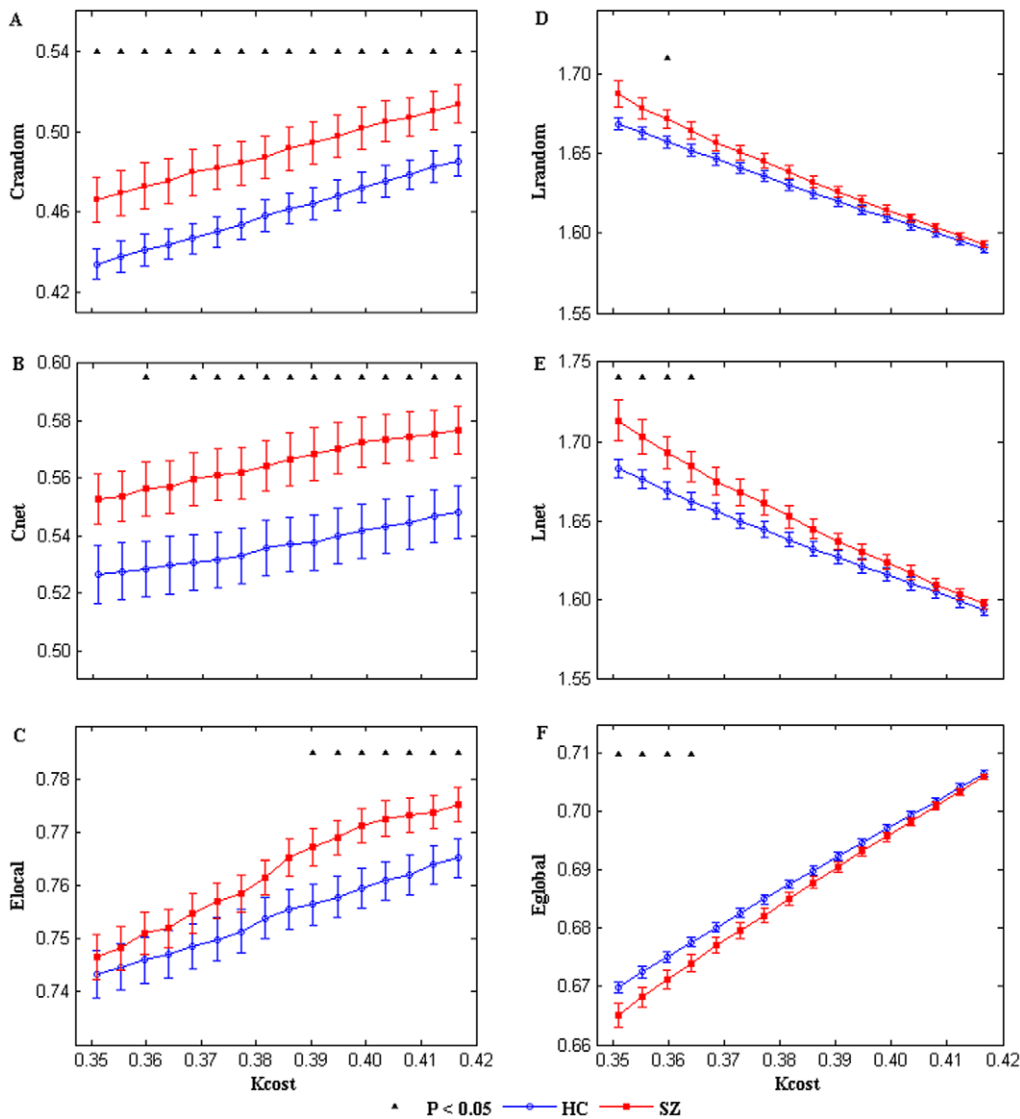 A
0.54
0.50
0.46
0.42
Crandom
D
1.70
1.65
1.60
1.55
Lrandom
B
0.60
0.58
0.56
0.54
0.52
0.50
Cnet
E
1.75
1.70
1.65
1.60
1.55
Lnet
C
0.78
0.77
0.76
0.75
0.74
Elocal
0.35 0.36 0.37 0.38 0.39 0.40 0.41 0.42
Kcost
F
0.71
0.70
0.69
0.68
0.67
0.66
Eglobal
0.35 0.36 0.37 0.38 0.39 0.40 0.41 0.42
Kcost
P < 0.05 HC SZ